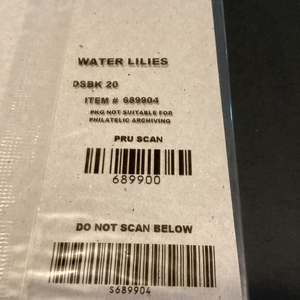 WATER LILIES
DSBK 20
ITEM # 689904
PKG NOT SUITABLE FOR
PHILATELIC ARCHIVING
PRU SCAN
689900
DO NOT SCAN BELOW
S689904